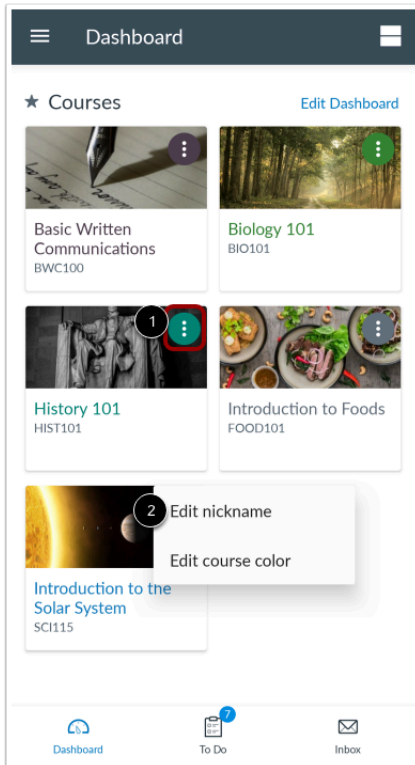 Dashboard
★ Courses
Edit Dashboard
Basic Written
Communications
BWC100
Biology 101
BIO101
1
History 101
HIST101
Introduction to Foods
FOOD101
2
Edit nickname
Edit course color
Introduction to the
Solar System
SCI115
7
Dashboard
To Do
Inbox